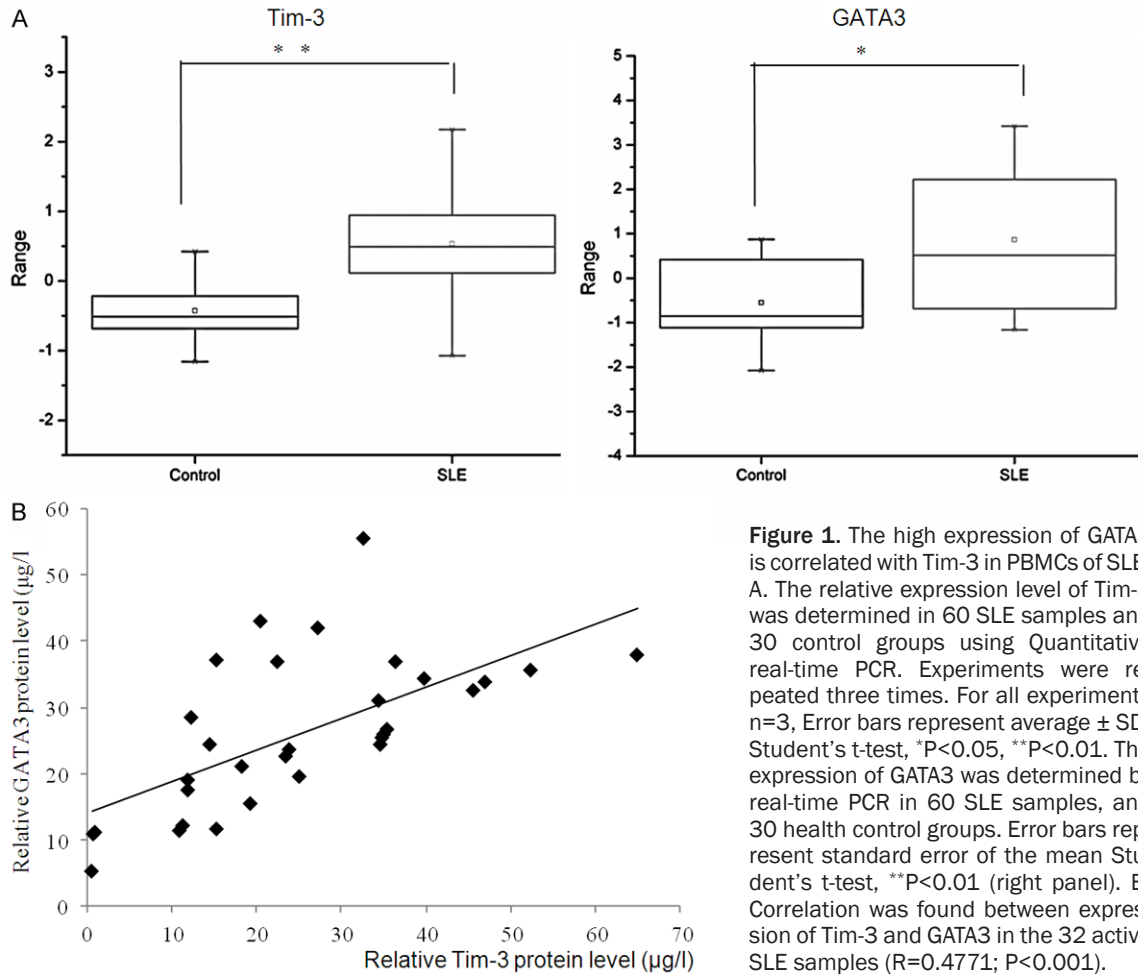 A
Tim-3
GATA3
* *
*
3
2
1
0
-1
-2
Range
Control
SLE
5
4
3
2
1
0
-1
-2
-3
-4
Range
Control
SLE
B
60
50
40
30
20
10
0
Relative GATA3 protein level (µg/l
0 10 20 30 40 50 60 70
Relative Tim-3 protein level (µg/l)
Figure 1. The high expression of GATA
is correlated with Tim-3 in PBMCs of SLE
A. The relative expression level of Tim-
was determined in 60 SLE samples an
30 control groups using Quantitativ
real-time PCR. Experiments were re
peated three times. For all experiment
n=3, Error bars represent average ± SD
Student's t-test, *P<0.05, **P<0.01. Th
expression of GATA3 was determined b
real-time PCR in 60 SLE samples, an
30 health control groups. Error bars rep
resent standard error of the mean Stu
dent's t-test, **P<0.01 (right panel). B
Correlation was found between expres
sion of Tim-3 and GATA3 in the 32 activ
SLE samples (R=0.4771; P<0.001).